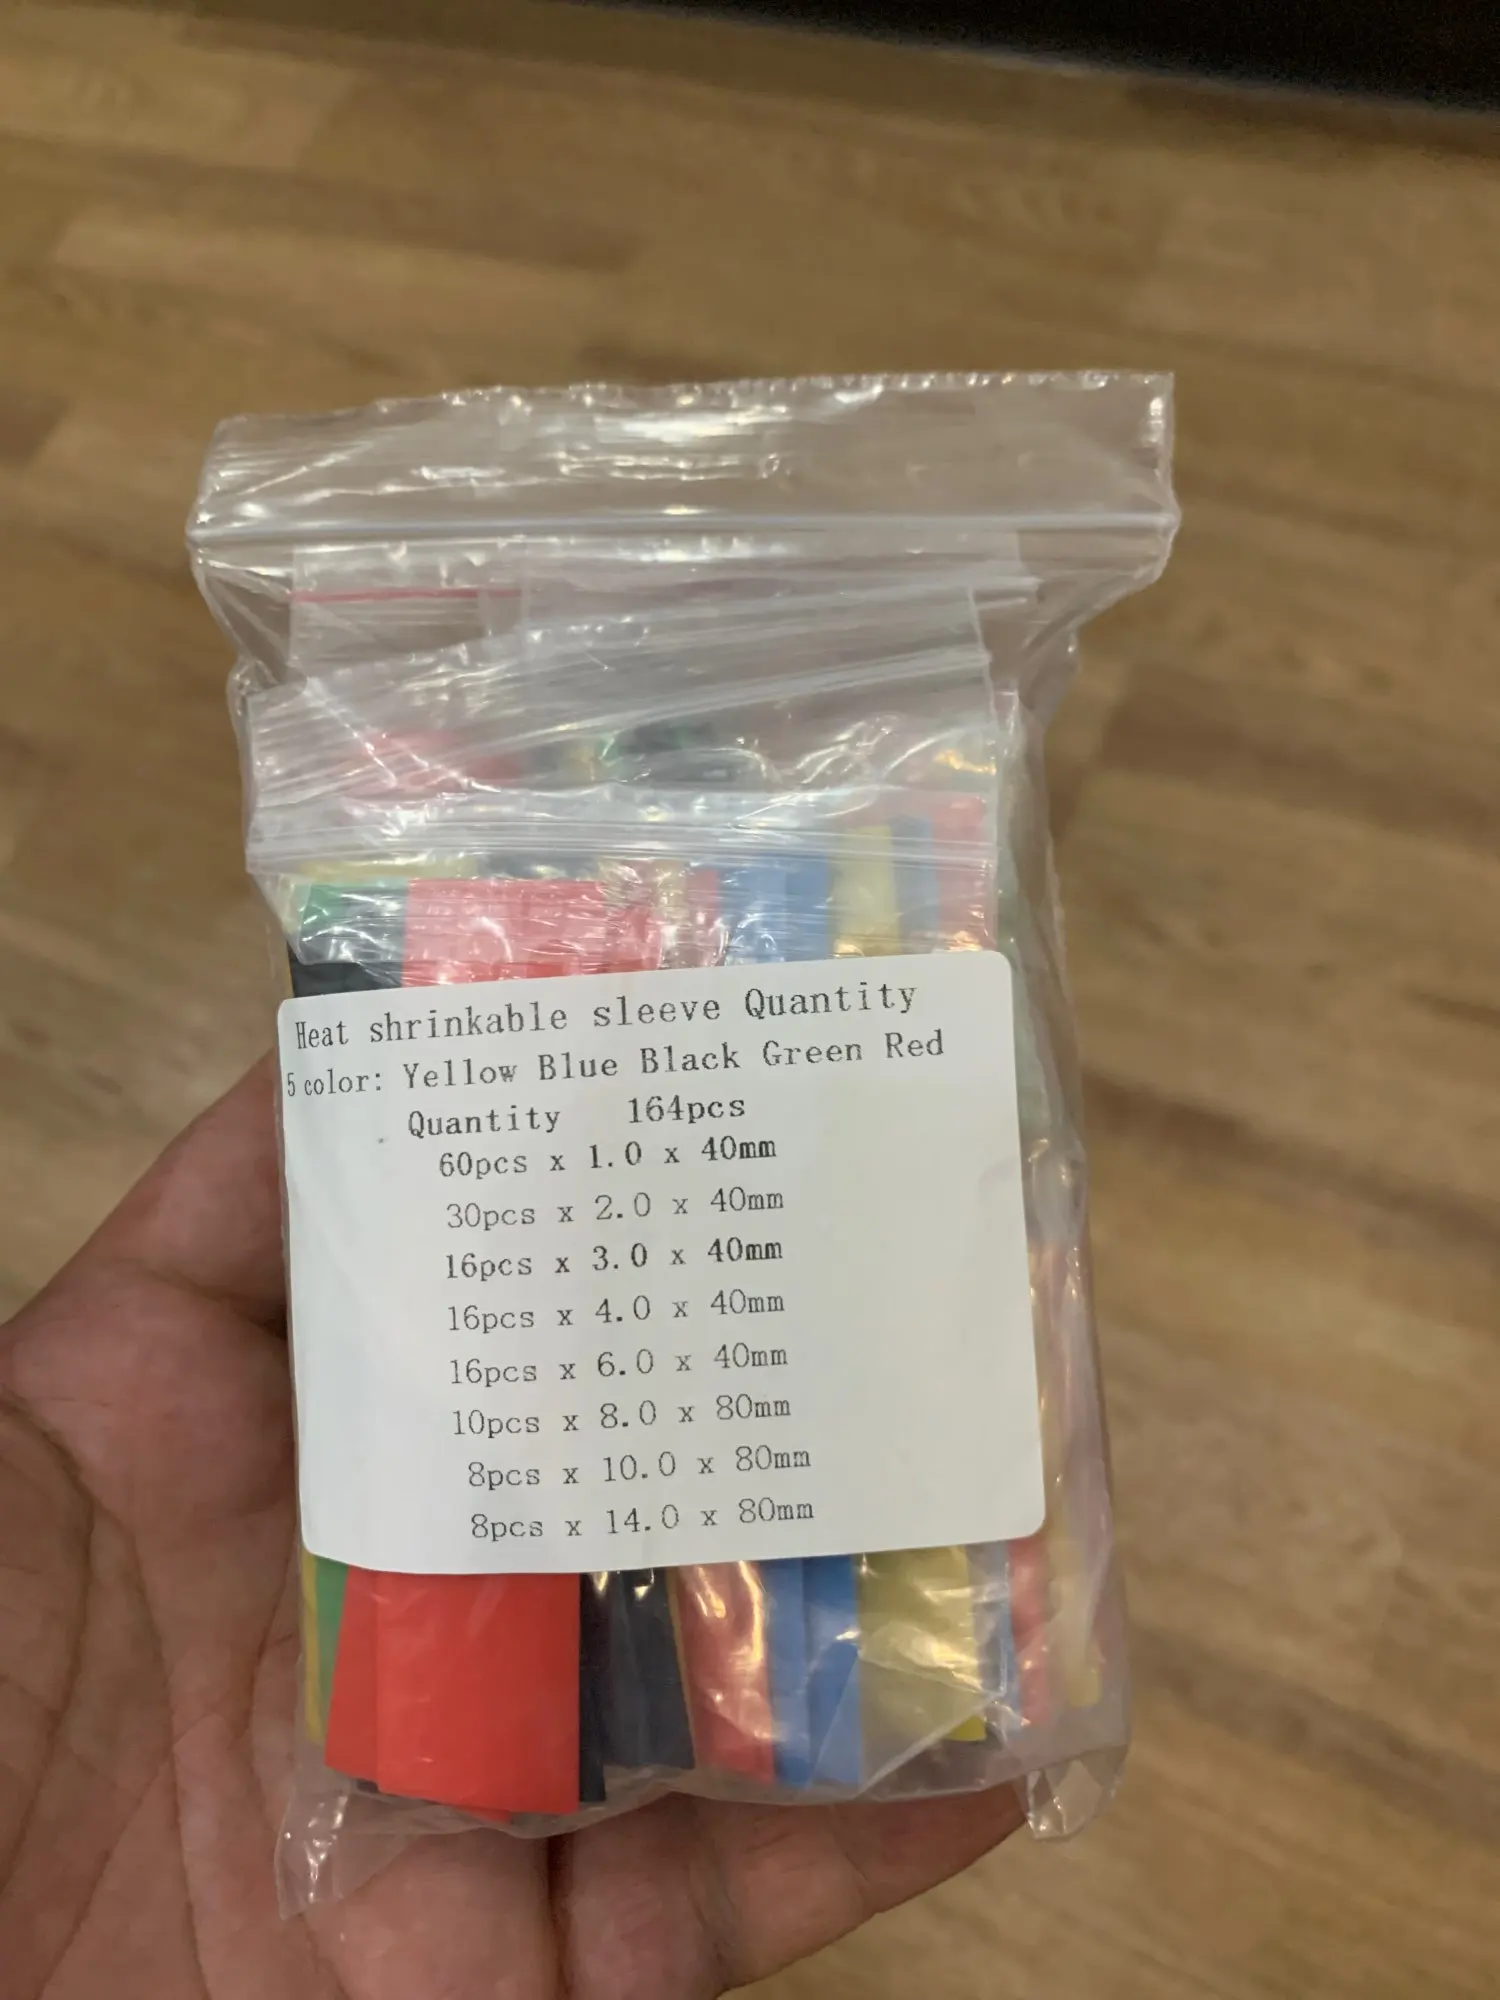 Heat shrinkable sleeve Quantity
5 color: Yellow Blue Black Green Red
Quantity 164pcs
60pcs x 1.0 x 40mm
30pcs x 2.0 x 40mm
16pcs x 3.0 x 40mm
16pcs x 4.0 x 40mm
16pcs x 6.0 x 40mm
10pcs x 8.0 x 80mm
8pcs x 10.0 x 80mm
8pcs x 14.0 x 80mm